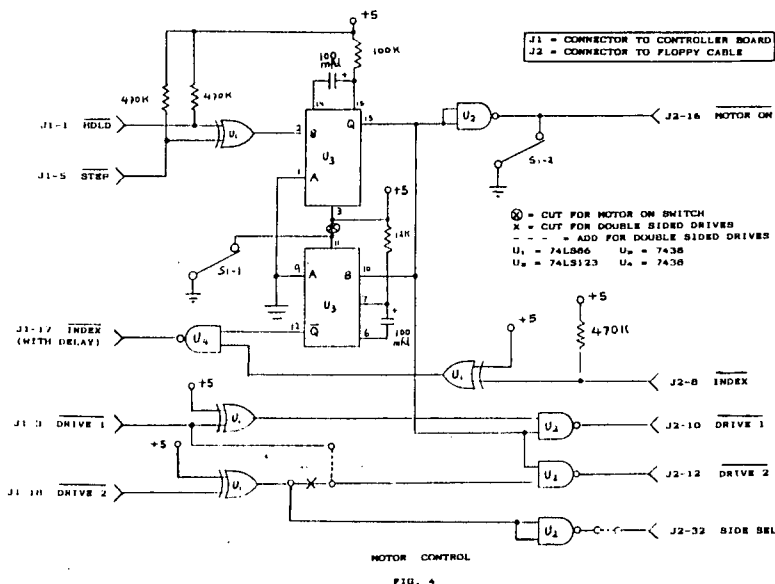 +5
J1 = CONNECTOR TO CONTROLLER BOARD
J2 = CONNECTOR TO FLOPPY CABLE
100 mfd
+
100K
470K
470K
14
15
J1-1 HDLD
U1
2
B
Q
13
U2
J2-16 MOTOR ON
U3
S1-2
J1-5 STEP
1
A
3
+5
⊗ = CUT FOR MOTOR ON SWITCH
X = CUT FOR DOUBLE SIDED DRIVES
- - - - = ADD FOR DOUBLE SIDED DRIVES
U1 = 74LS86 U2 = 7438
U3 = 74LS123 U4 = 7438
12K
11
S1-1
9
A
B
10
U3
7
+
+5
J1-17 INDEX
(WITH DELAY)
U4
12
Q
6
100 mfd
+5
470K
U1
J2-8 INDEX
+5
J1-3 DRIVE 1
U1
U2
J2-10 DRIVE 1
+5
J1-18 DRIVE 2
U1
X
U2
J2-12 DRIVE 2
U2
J2-32 SIDE SEL
MOTOR CONTROL
FIG. 4